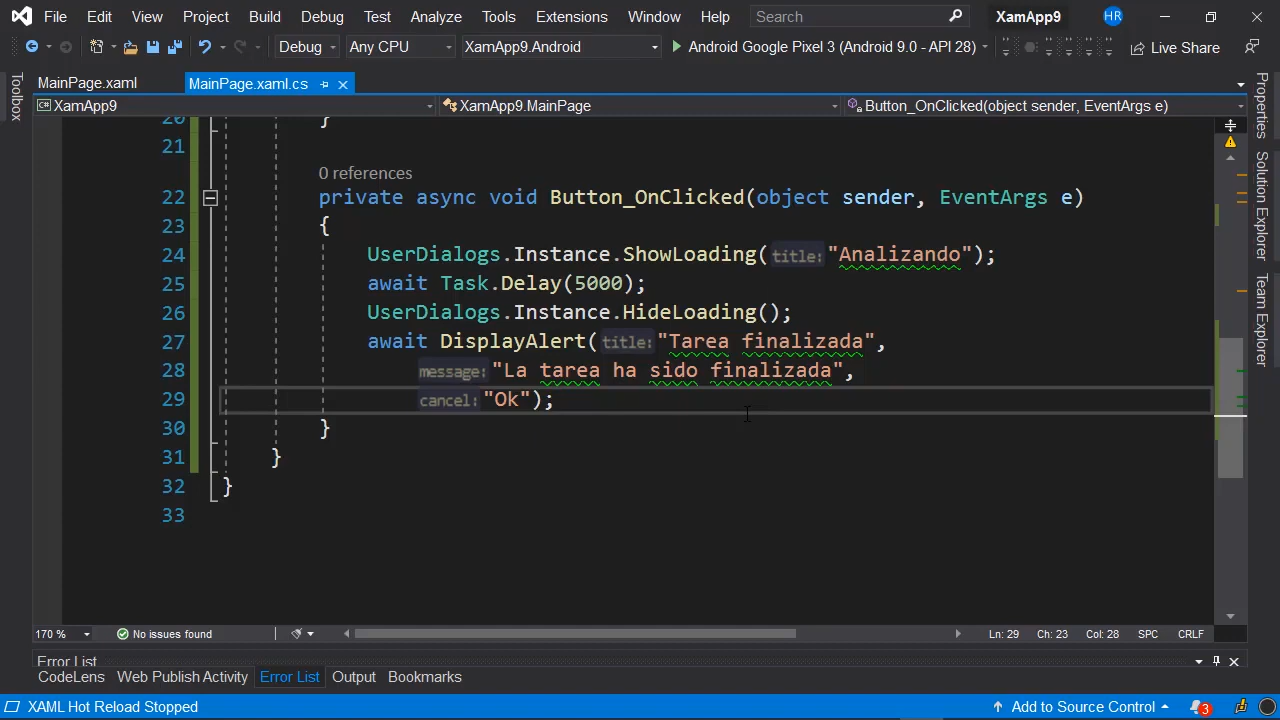 File Edit View Project Build Debug Test Analyze Tools Extensions Window Help Search XamApp9 HR
Debug Any CPU XamApp9.Android Android Google Pixel 3 (Android 9.0 - API 28) Live Share
MainPage.xaml MainPage.xaml.cs
XamApp9 XamApp9.MainPage Button_OnClicked(object sender, EventArgs e)
Toolbox
Properties
Solution Explorer
Team Explorer
20 }
21
0 references
22 private async void Button_OnClicked(object sender, EventArgs e)
23 {
24 UserDialogs.Instance.ShowLoading(title: "Analizando");
25 await Task.Delay(5000);
26 UserDialogs.Instance.HideLoading();
27 await DisplayAlert(title: "Tarea finalizada",
28 message: "La tarea ha sido finalizada",
29 cancel: "Ok");
30 }
31 }
32 }
33
170 % No issues found Ln: 29 Ch: 23 Col: 28 SPC CRLF
Error List
CodeLens Web Publish Activity Error List Output Bookmarks
XAML Hot Reload Stopped Add to Source Control 3